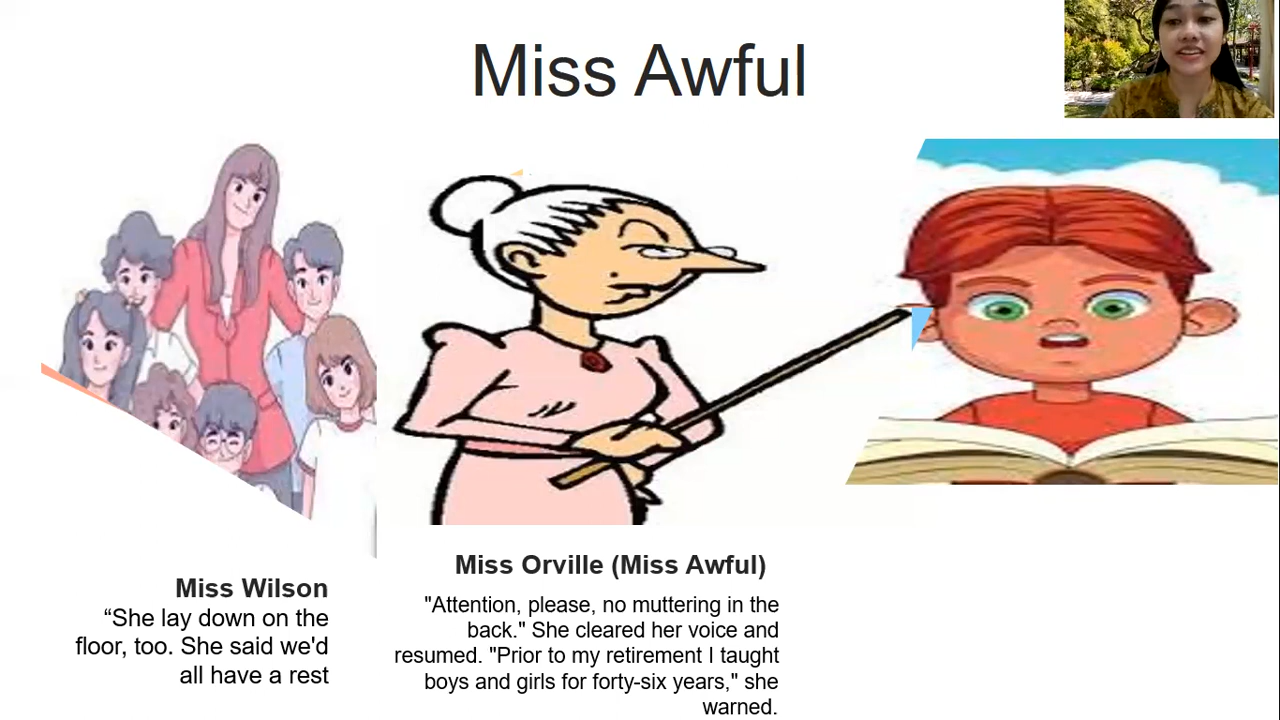 Miss Awful
Miss Wilson
“She lay down on the
floor, too. She said we'd
all have a rest
Miss Orville (Miss Awful)
"Attention, please, no muttering in the
back." She cleared her voice and
resumed. "Prior to my retirement I taught
boys and girls for forty-six years," she
warned.